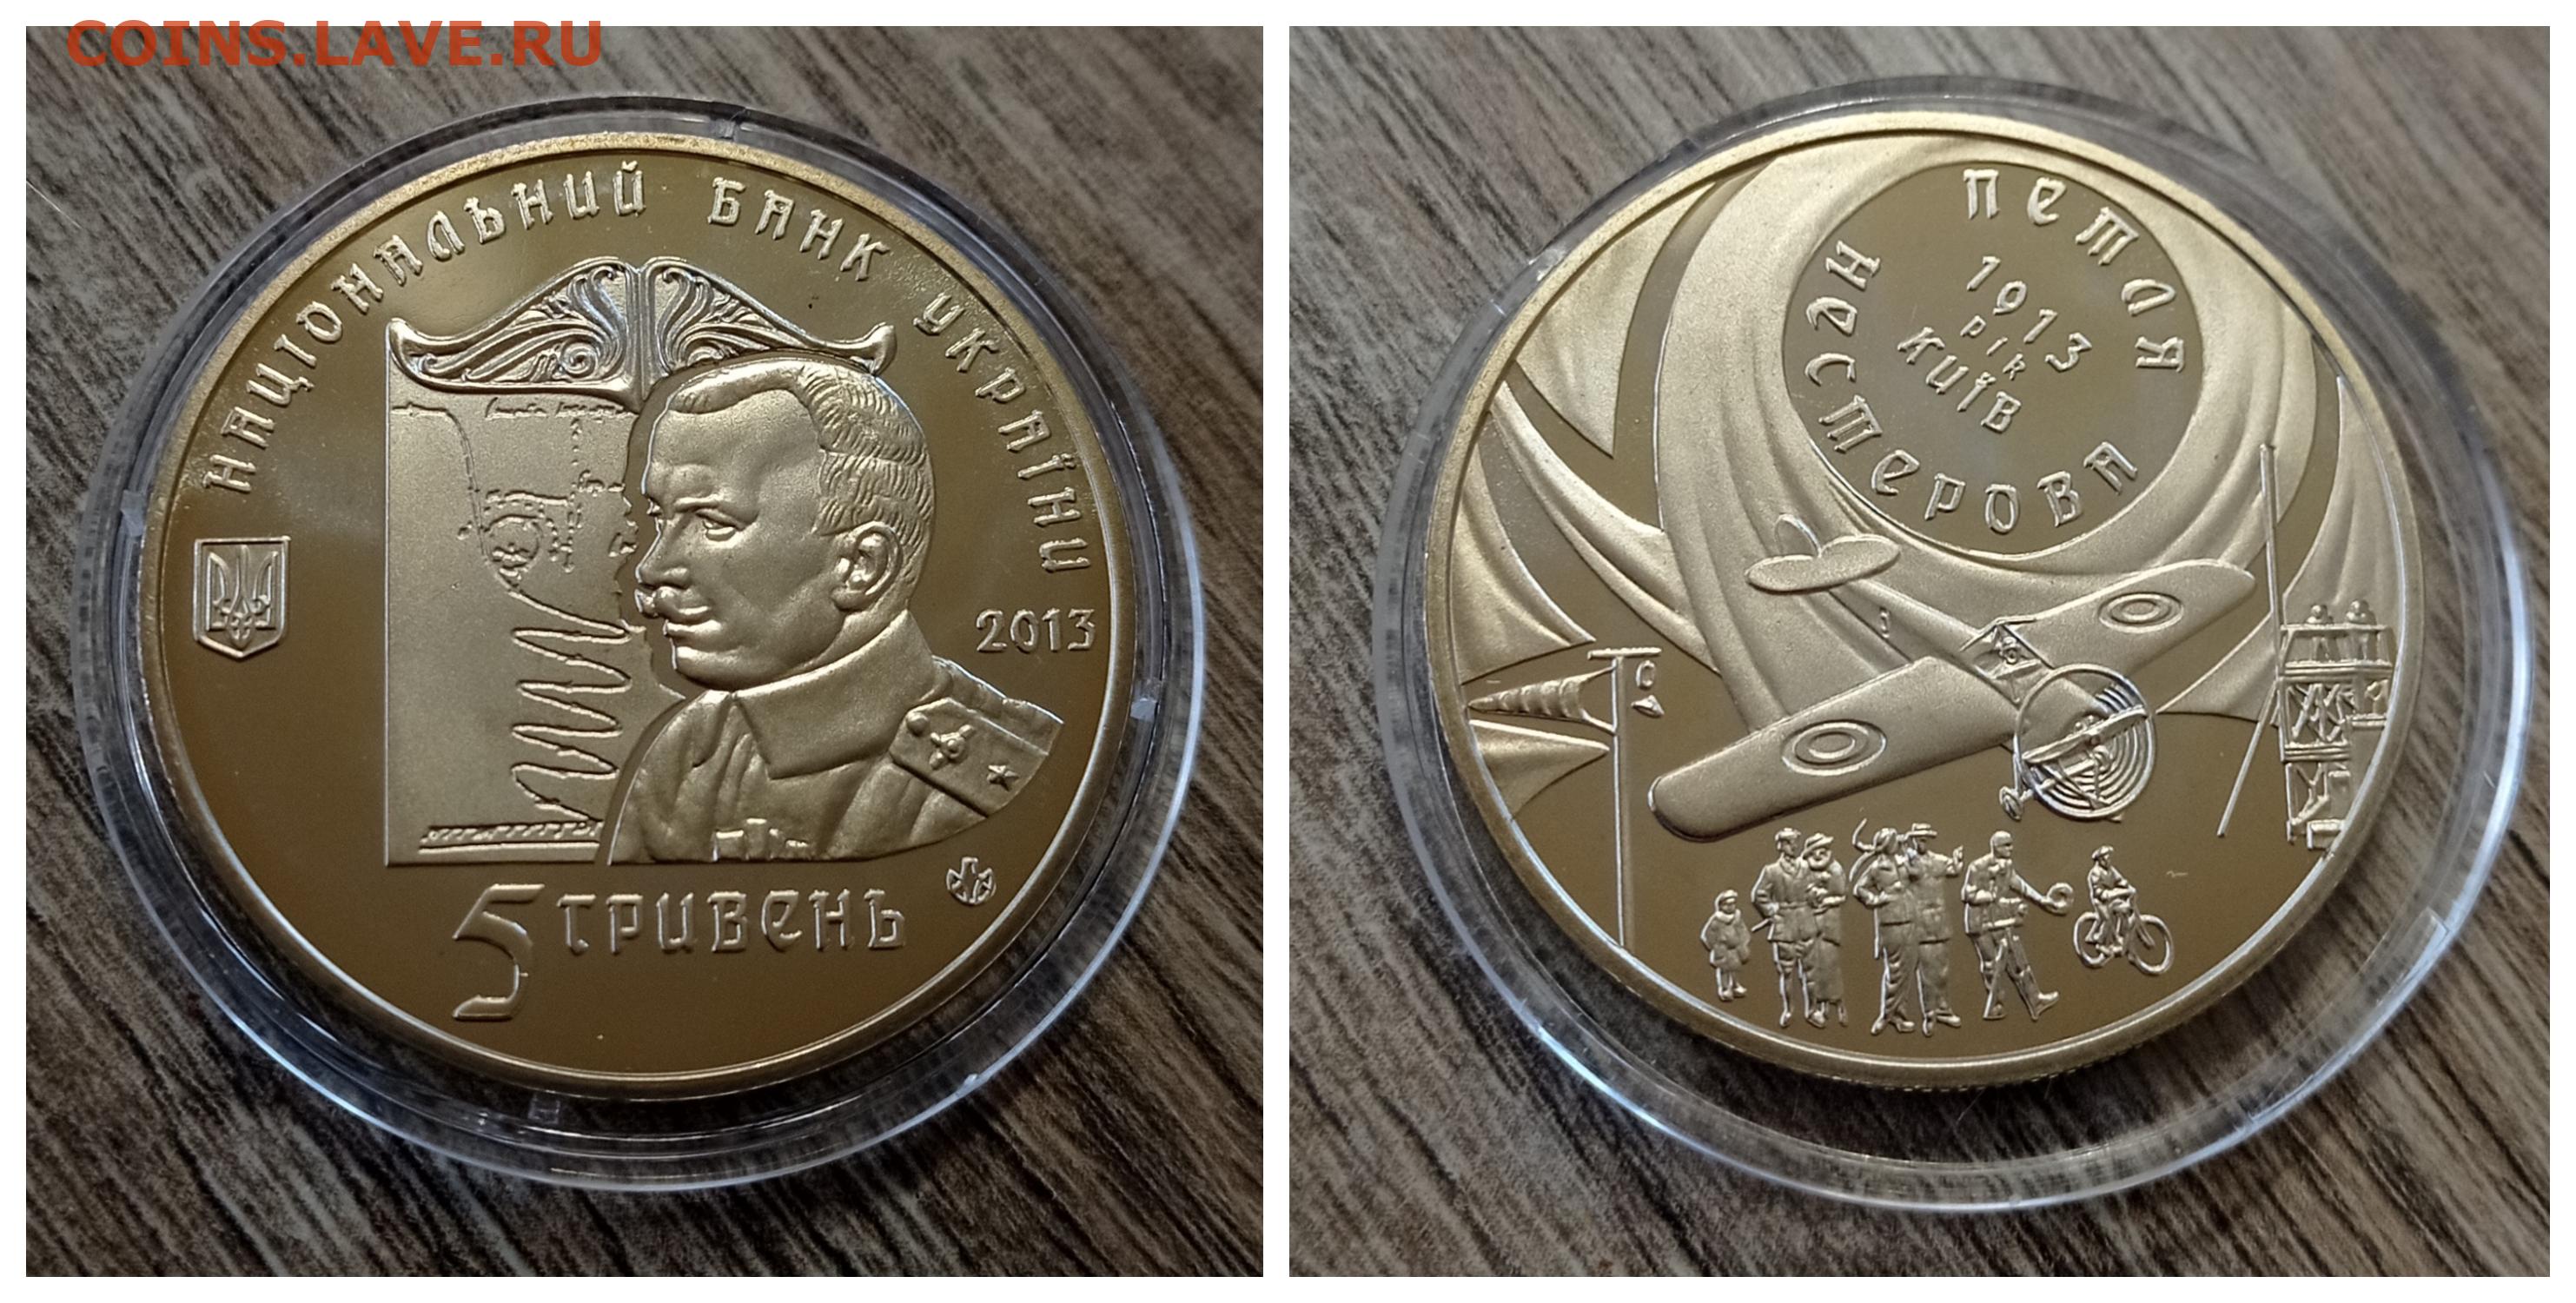 COINS.LAVE.RU
НАЦІОНАЛЬНИЙ БАНК УКРАЇНИ
2013
5 ГРИВЕНЬ
ПЕТЛЯ
НЕСТЕРОВА
1913
рік
КИЇВ